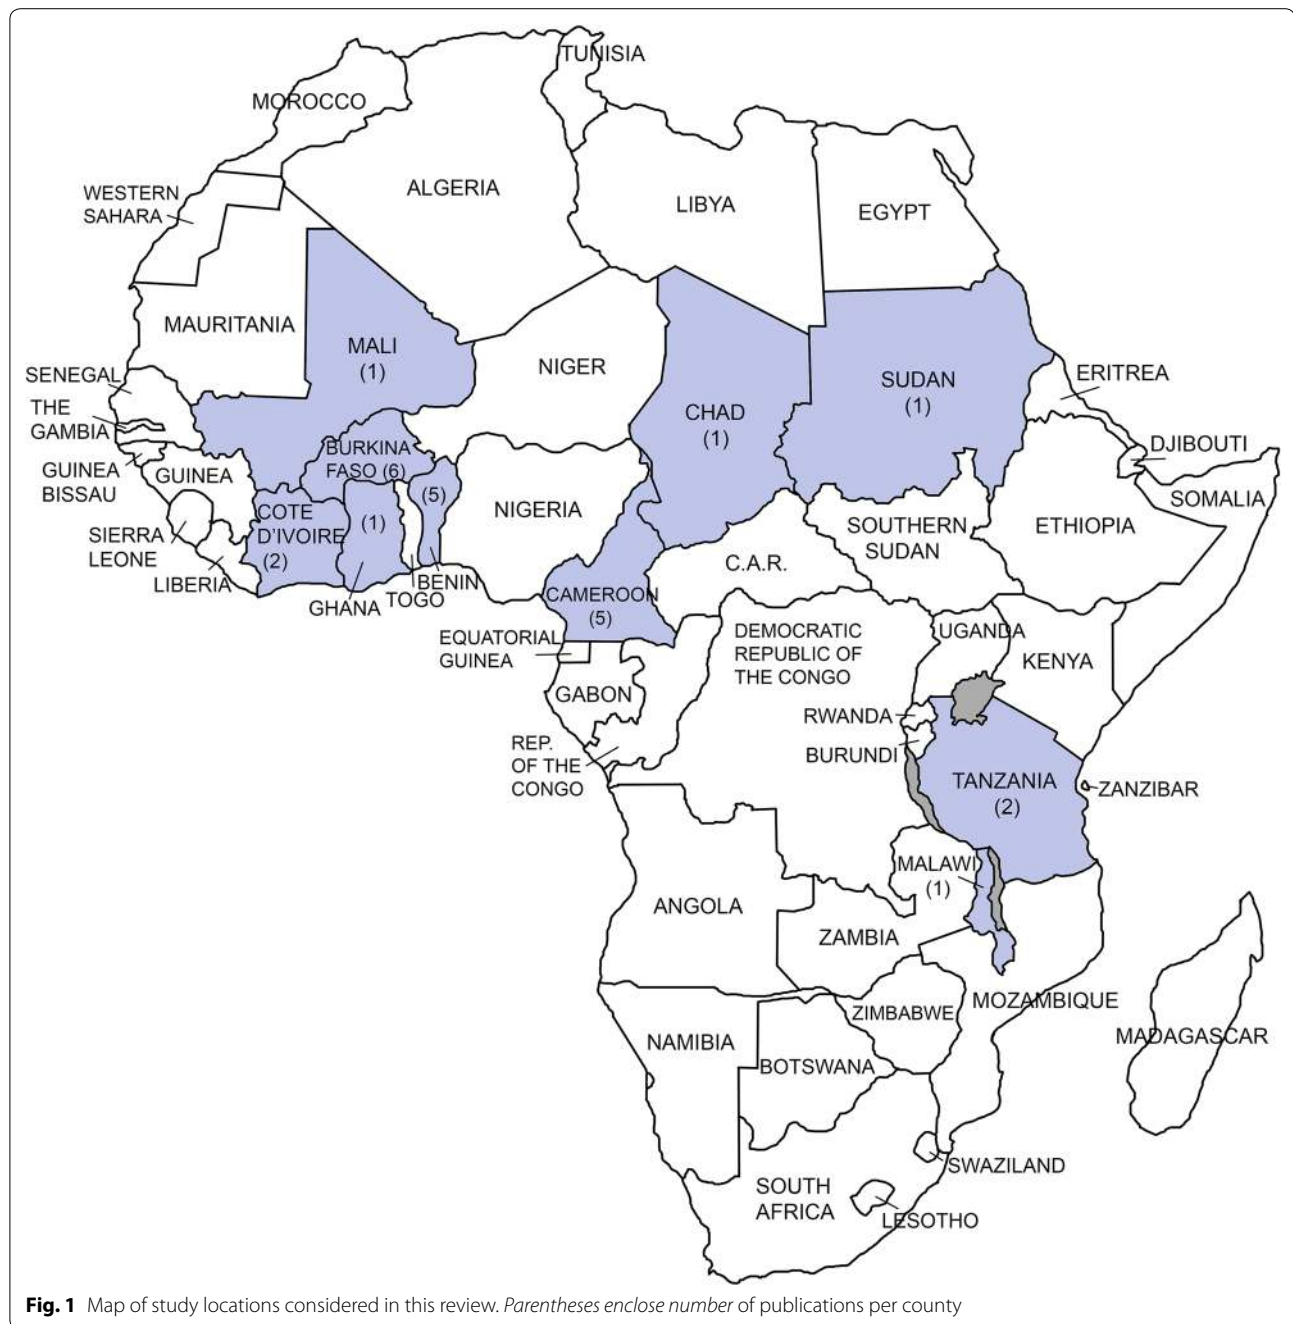 TUNISIA
MOROCCO
ALGERIA
WESTERN
SAHARA
LIBYA
EGYPT
MAURITANIA
MALI
(1)
NIGER
CHAD
(1)
SUDAN
(1)
ERITREA
SENEGAL
THE
GAMBIA
GUINEA
BISSAU
GUINEA
BURKINA
FASO (6)
DJIBOUTI
SOMALIA
SIERRA
LEONE
LIBERIA
COTE
D'IVOIRE
(2)
(1)
GHANA
TOGO
(5)
BENIN
NIGERIA
SOUTHERN
SUDAN
ETHIOPIA
C.A.R.
CAMEROON
(5)
EQUATORIAL
GUINEA
GABON
REP.
OF THE
CONGO
DEMOCRATIC
REPUBLIC OF
THE CONGO
UGANDA
KENYA
RWANDA
BURUNDI
TANZANIA
(2)
ZANZIBAR
MALAWI
(1)
ANGOLA
ZAMBIA
MOZAMBIQUE
ZIMBABWE
MADAGASCAR
NAMIBIA
BOTSWANA
SWAZILAND
SOUTH
AFRICA
LESOTHO
Fig. 1 Map of study locations considered in this review. Parentheses enclose number of publications per county